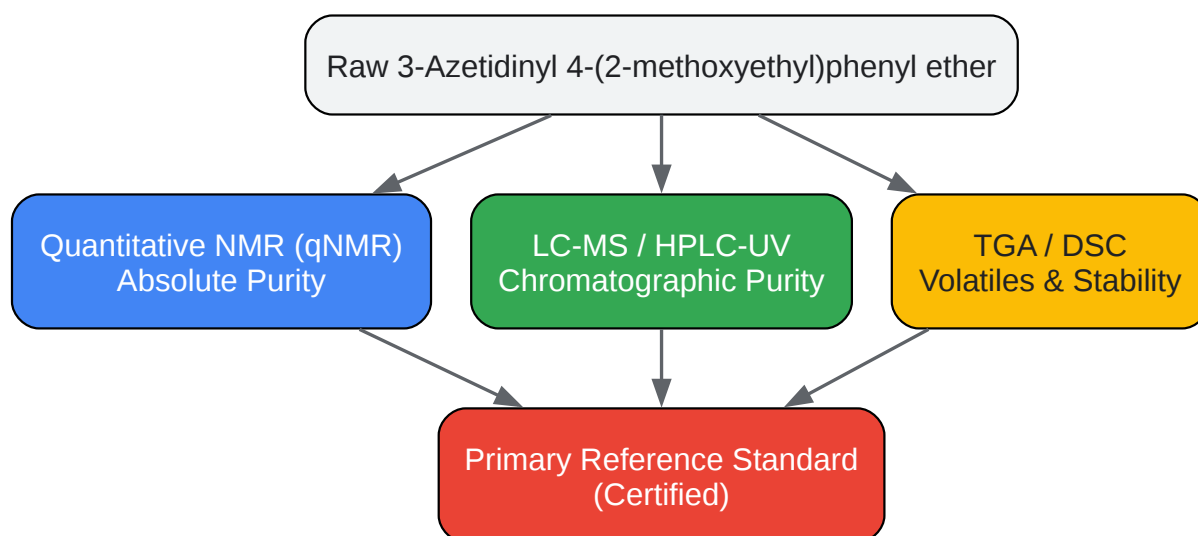 Raw 3-Azetidinyl 4-(2-methoxyethyl)phenyl ether
Quantitative NMR (qNMR)
Absolute Purity
LC-MS / HPLC-UV
Chromatographic Purity
TGA / DSC
Volatiles & Stability
Primary Reference Standard
(Certified)